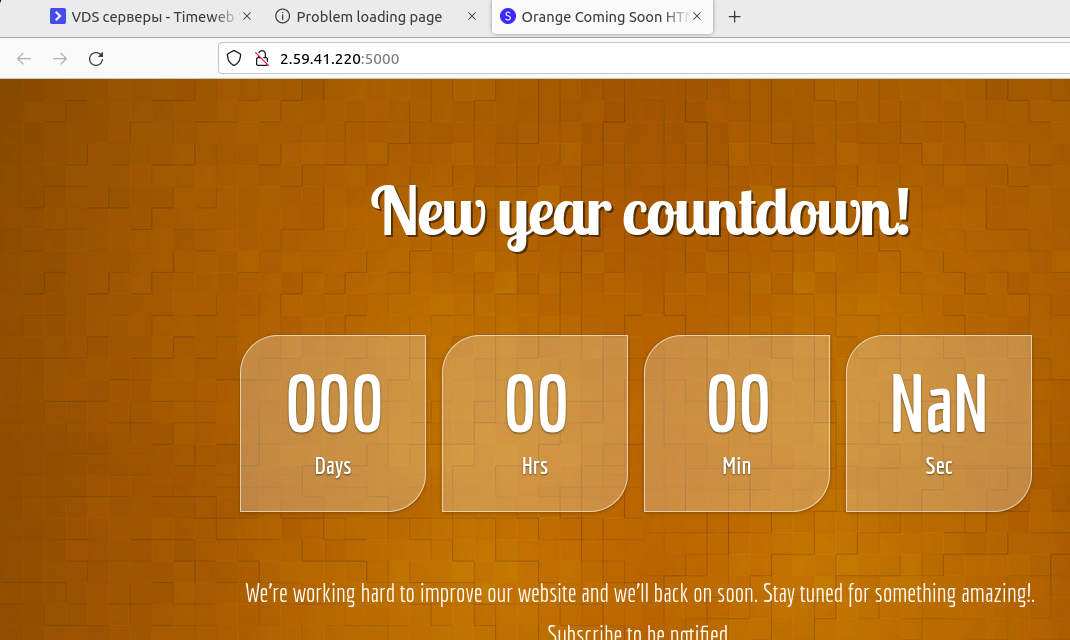 VDS серверы - Timeweb
Problem loading page
Orange Coming Soon HTM
2.59.41.220:5000
New year countdown!
000
Days
00
Hrs
00
Min
NaN
Sec
We're working hard to improve our website and we'll back on soon. Stay tuned for something amazing!.
Subscribe to be notified